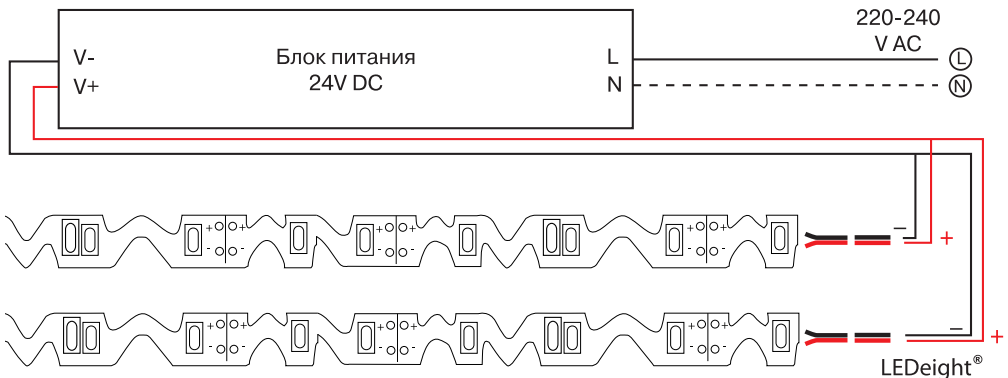 220-240
V AC
V- Блок питания L Ⓛ
V+ 24V DC N Ⓝ
− +
+ + + + + +
- - - - - -
− +
+ + + + + +
- - - - - -
LEDeight®